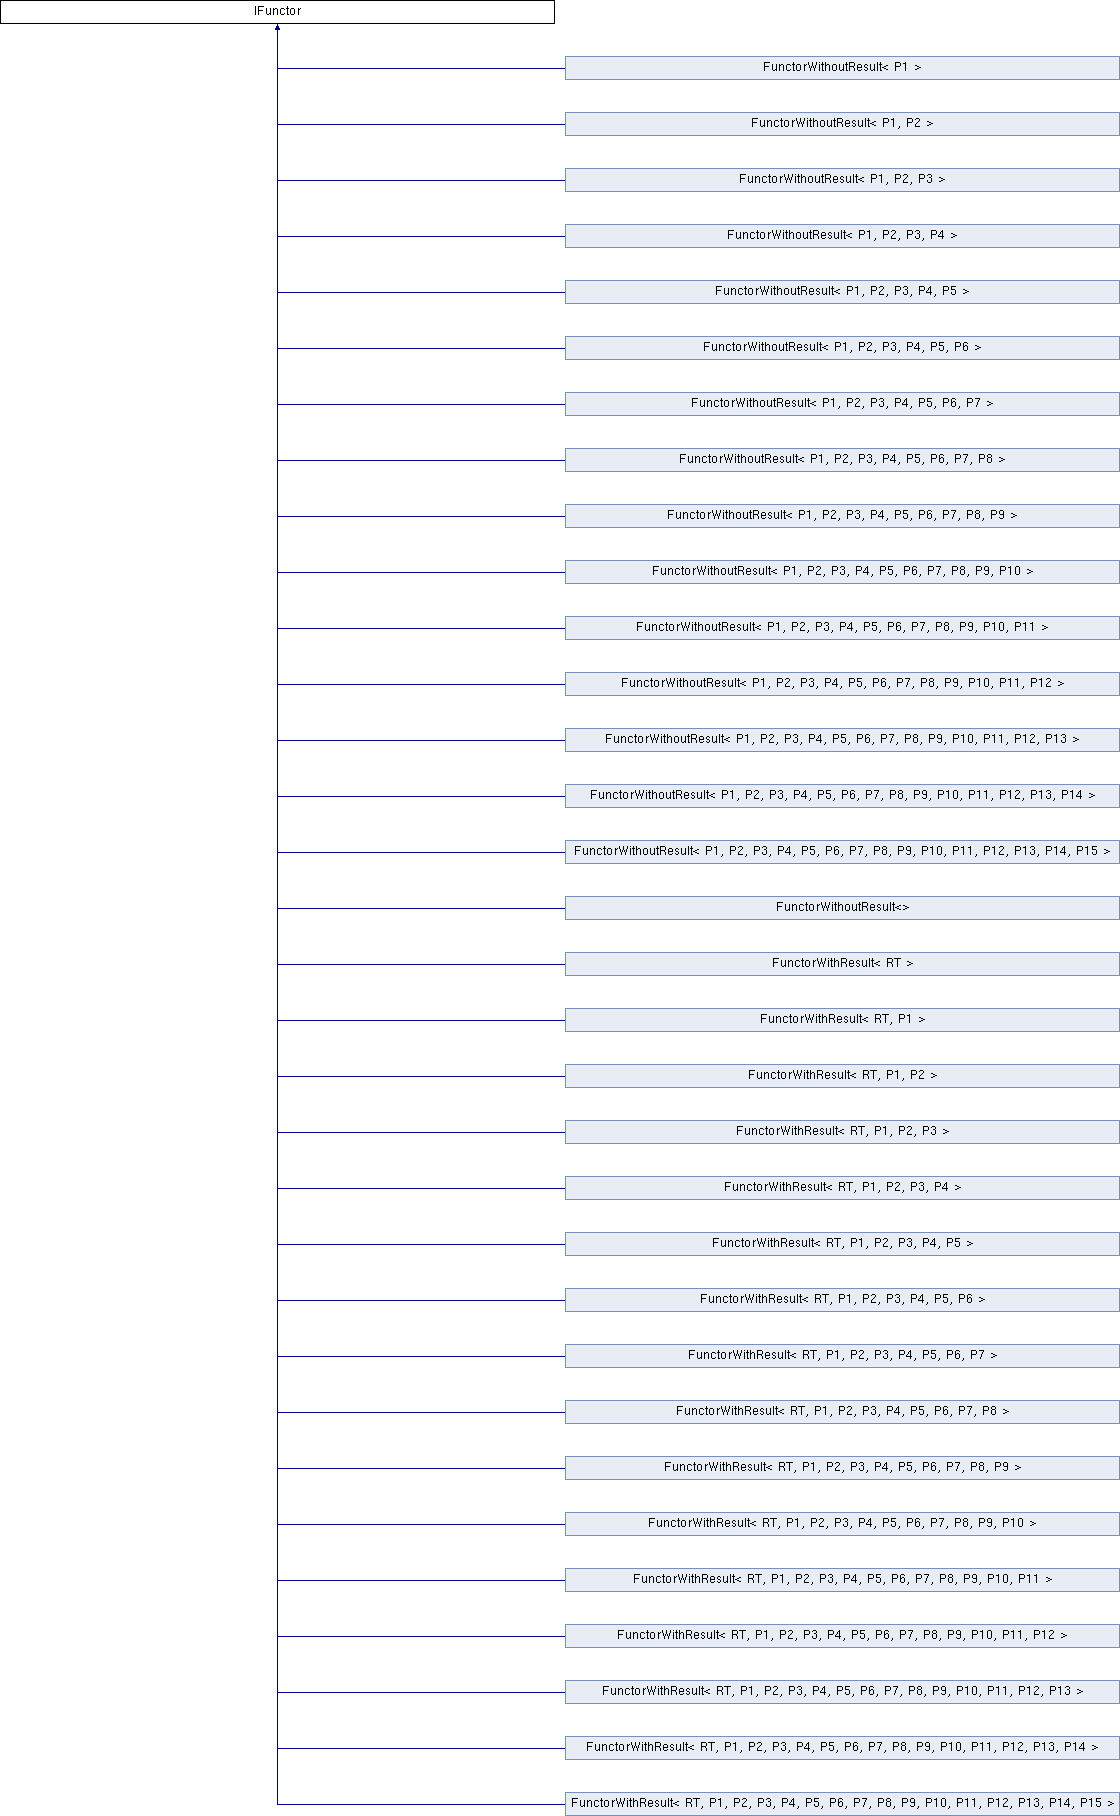 IFunctor
FunctorWithoutResult< P1 >
FunctorWithoutResult< P1, P2 >
FunctorWithoutResult< P1, P2, P3 >
FunctorWithoutResult< P1, P2, P3, P4 >
FunctorWithoutResult< P1, P2, P3, P4, P5 >
FunctorWithoutResult< P1, P2, P3, P4, P5, P6 >
FunctorWithoutResult< P1, P2, P3, P4, P5, P6, P7 >
FunctorWithoutResult< P1, P2, P3, P4, P5, P6, P7, P8 >
FunctorWithoutResult< P1, P2, P3, P4, P5, P6, P7, P8, P9 >
FunctorWithoutResult< P1, P2, P3, P4, P5, P6, P7, P8, P9, P10 >
FunctorWithoutResult< P1, P2, P3, P4, P5, P6, P7, P8, P9, P10, P11 >
FunctorWithoutResult< P1, P2, P3, P4, P5, P6, P7, P8, P9, P10, P11, P12 >
FunctorWithoutResult< P1, P2, P3, P4, P5, P6, P7, P8, P9, P10, P11, P12, P13 >
FunctorWithoutResult< P1, P2, P3, P4, P5, P6, P7, P8, P9, P10, P11, P12, P13, P14 >
FunctorWithoutResult< P1, P2, P3, P4, P5, P6, P7, P8, P9, P10, P11, P12, P13, P14, P15 >
FunctorWithoutResult<>
FunctorWithResult< RT >
FunctorWithResult< RT, P1 >
FunctorWithResult< RT, P1, P2 >
FunctorWithResult< RT, P1, P2, P3 >
FunctorWithResult< RT, P1, P2, P3, P4 >
FunctorWithResult< RT, P1, P2, P3, P4, P5 >
FunctorWithResult< RT, P1, P2, P3, P4, P5, P6 >
FunctorWithResult< RT, P1, P2, P3, P4, P5, P6, P7 >
FunctorWithResult< RT, P1, P2, P3, P4, P5, P6, P7, P8 >
FunctorWithResult< RT, P1, P2, P3, P4, P5, P6, P7, P8, P9 >
FunctorWithResult< RT, P1, P2, P3, P4, P5, P6, P7, P8, P9, P10 >
FunctorWithResult< RT, P1, P2, P3, P4, P5, P6, P7, P8, P9, P10, P11 >
FunctorWithResult< RT, P1, P2, P3, P4, P5, P6, P7, P8, P9, P10, P11, P12 >
FunctorWithResult< RT, P1, P2, P3, P4, P5, P6, P7, P8, P9, P10, P11, P12, P13 >
FunctorWithResult< RT, P1, P2, P3, P4, P5, P6, P7, P8, P9, P10, P11, P12, P13, P14 >
FunctorWithResult< RT, P1, P2, P3, P4, P5, P6, P7, P8, P9, P10, P11, P12, P13, P14, P15 >